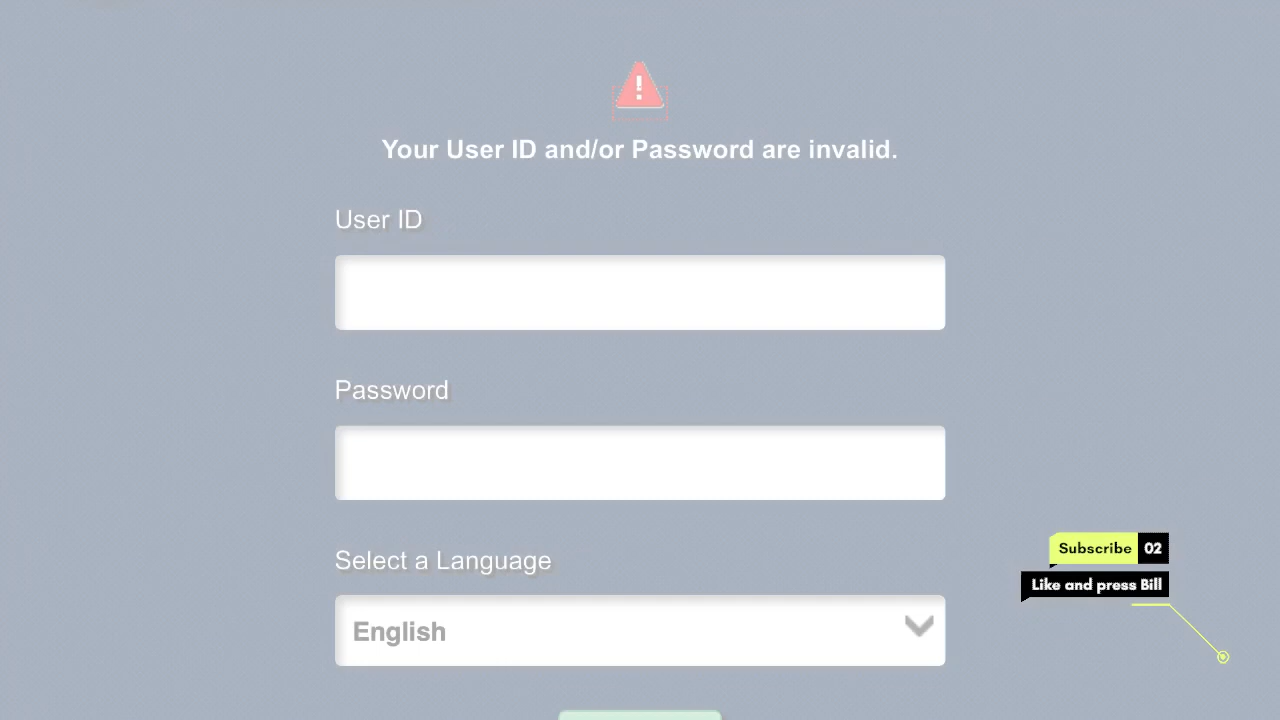 Your User ID and/or Password are invalid.
User ID
Password
Select a Language
English
Subscribe 02
Like and press Bill